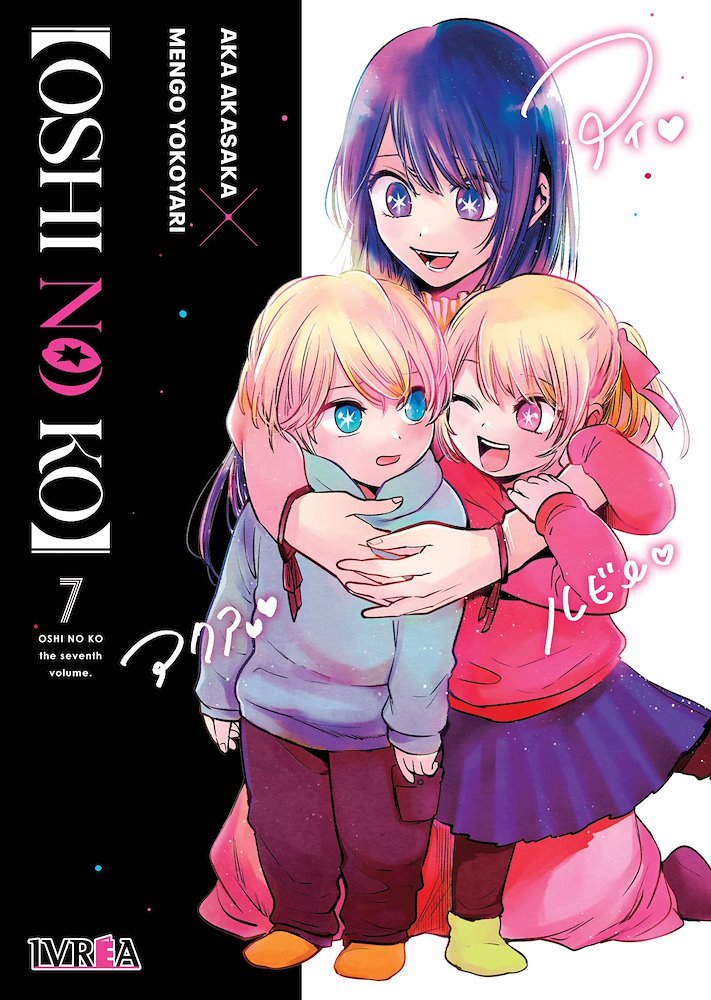 AKA AKASAKA
×
MENGO YOKOYARI
【OSHI NO KO】
7
OSHI NO KO
the seventh
volume.
アイ♡
アクア♡♡
ルビー♡
IVRÉA